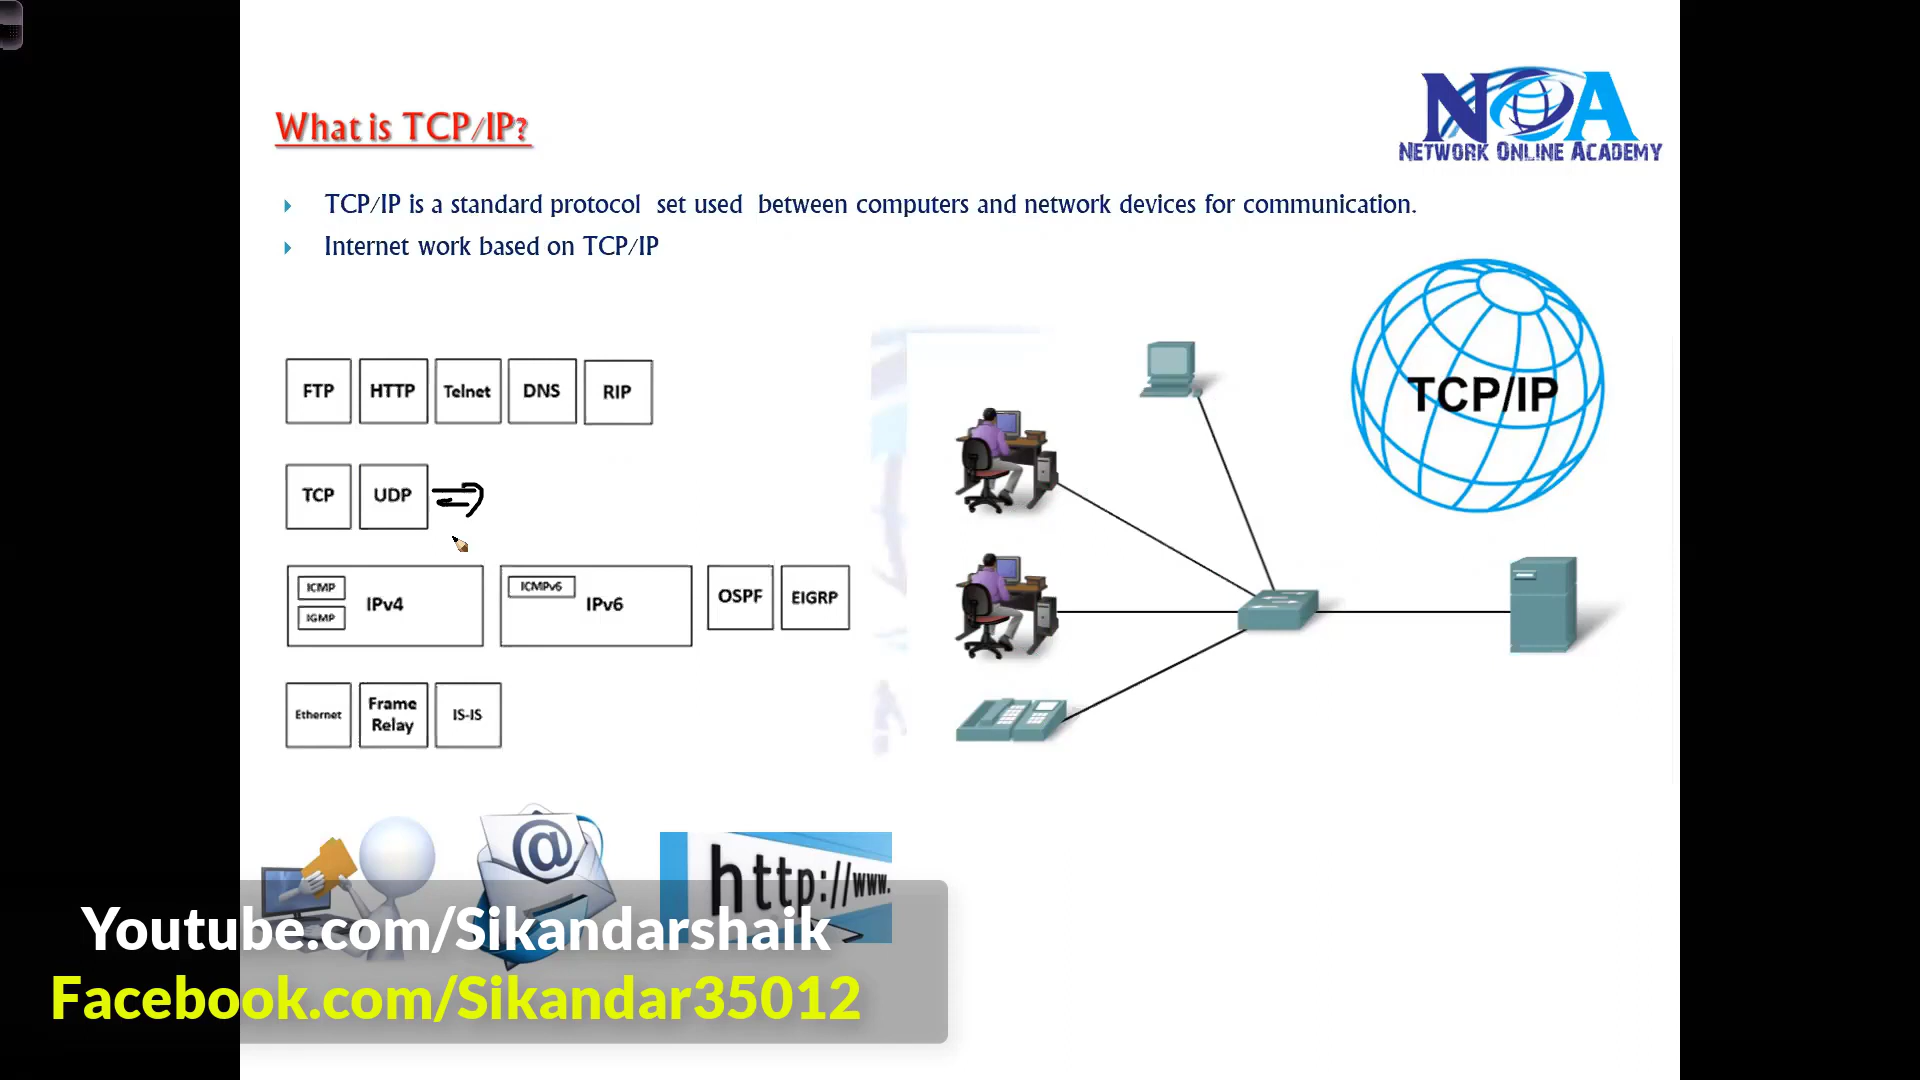 NOA
NETWORK ONLINE ACADEMY
What is TCP/IP?
TCP/IP is a standard protocol set used between computers and network devices for communication.
Internet work based on TCP/IP
TCP/IP
FTP HTTP Telnet DNS RIP
TCP UDP
ICMP IGMP IPv4 ICMPv6 IPv6 OSPF EIGRP
Ethernet Frame Relay IS-IS
@
http://www.
Youtube.com/Sikandarshaik
Facebook.com/Sikandar35012